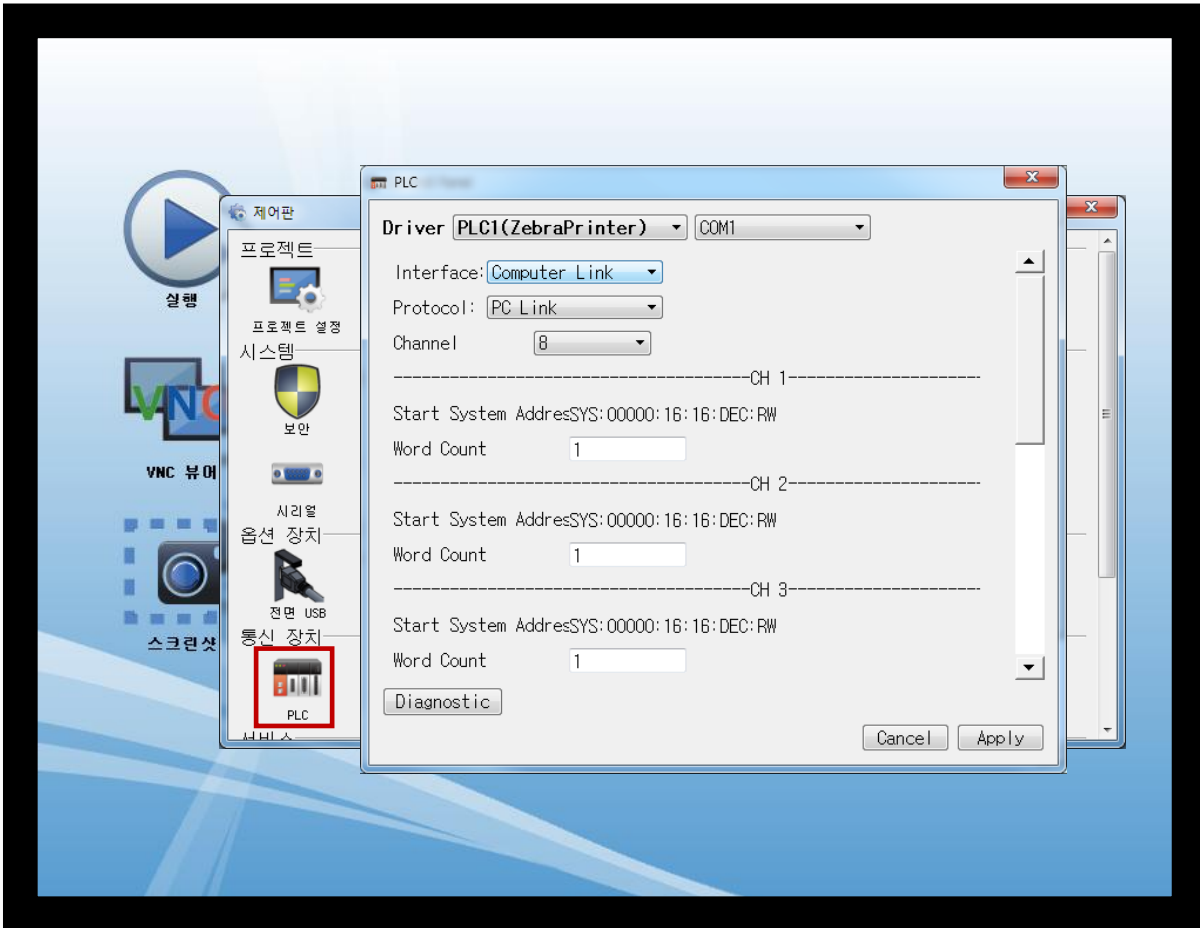 실행
VNC 뷰어
스크린샷
제어판
프로젝트
프로젝트 설정
시스템
보안
시리얼
옵션 장치
전면 USB
통신 장치
PLC
서비스
PLC
Driver PLC1(ZebraPrinter) COM1
Interface: Computer Link
Protocol: PC Link
Channel 8
CH 1
Start System AddresSYS:00000:16:16:DEC:RW
Word Count 1
CH 2
Start System AddresSYS:00000:16:16:DEC:RW
Word Count 1
CH 3
Start System AddresSYS:00000:16:16:DEC:RW
Word Count 1
Diagnostic
Cancel Apply